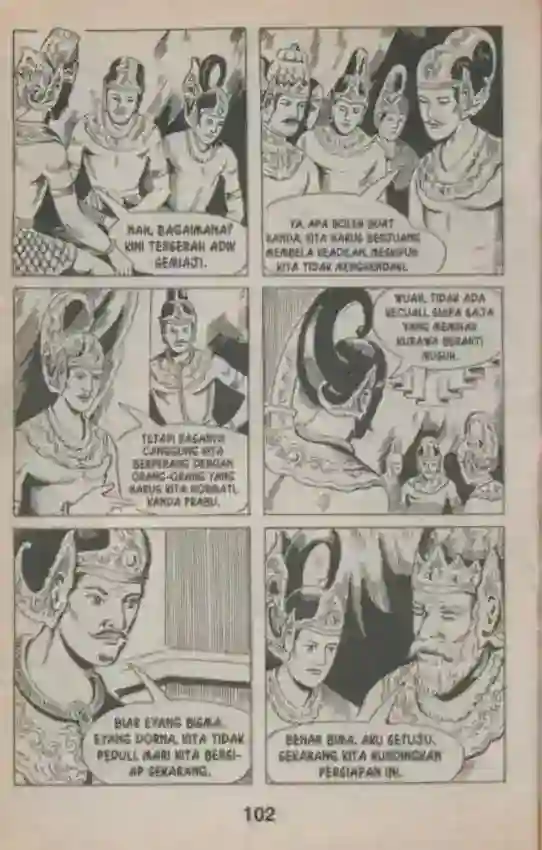 NAH, BAGAIMANA?
KINI TERSERAH ADIK
SEMIAJI.
YA, APA BOLEH BUAT
KANDA, KITA HARUS BERJUANG
MEMBELA KEADILAN, MESKIPUN
KITA TIDAK MENGHENDAKI.
TETAPI BAGAIMANA
CANGGUNG KITA
BERPERANG DENGAN
ORANG-ORANG YANG
HARUS KITA HORMATI,
KANDA PRABU.
WUAH, TIDAK ADA
KECUALI, SIAPA SAJA
YANG MEMIHAK
KURAWA BERARTI
MUSUH.
BIAR EYANG BISMA,
EYANG DORNA, KITA TIDAK
PEDULI, MARI KITA BERSI-
AP SEKARANG.
BENAR BIMA, AKU SETUJU.
SEKARANG KITA RUNDINGKAN
PERSIAPAN INI.
102